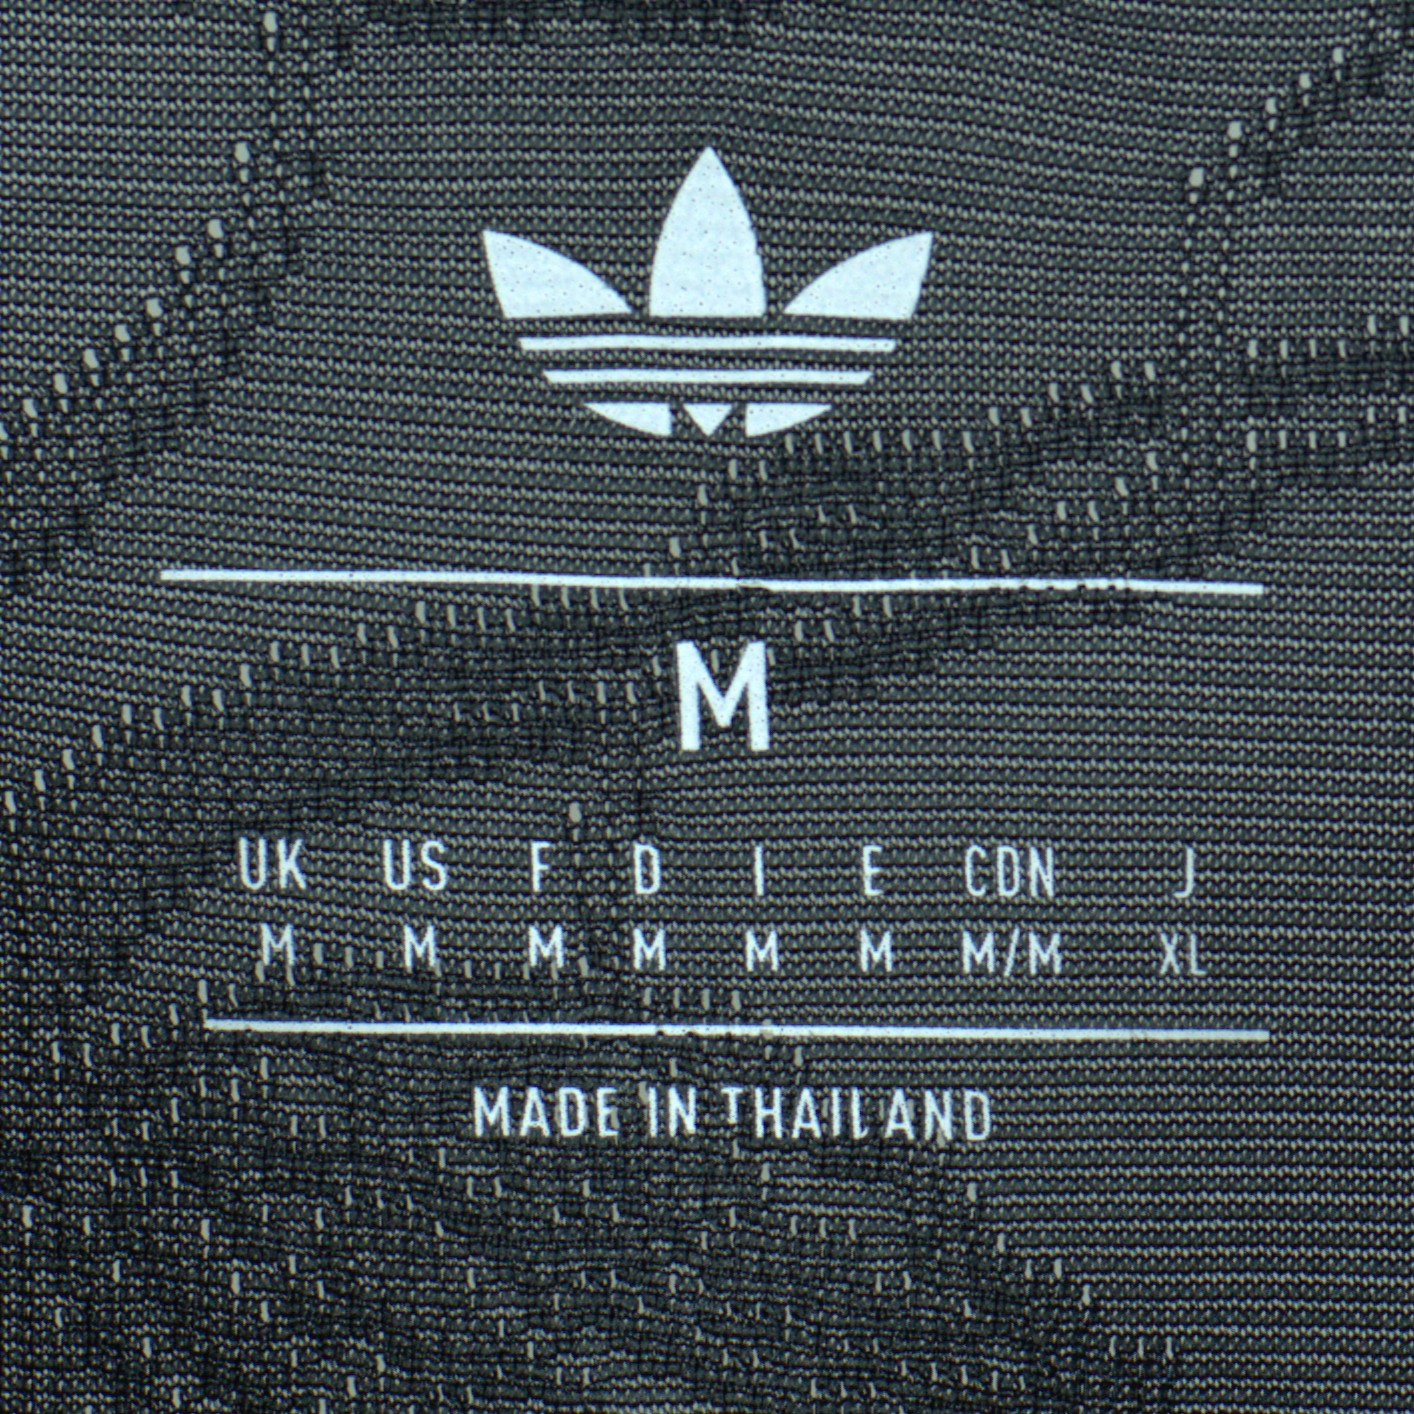 M
UK US F D I E CDN J
M M M M M M M/M XL
MADE IN THAILAND